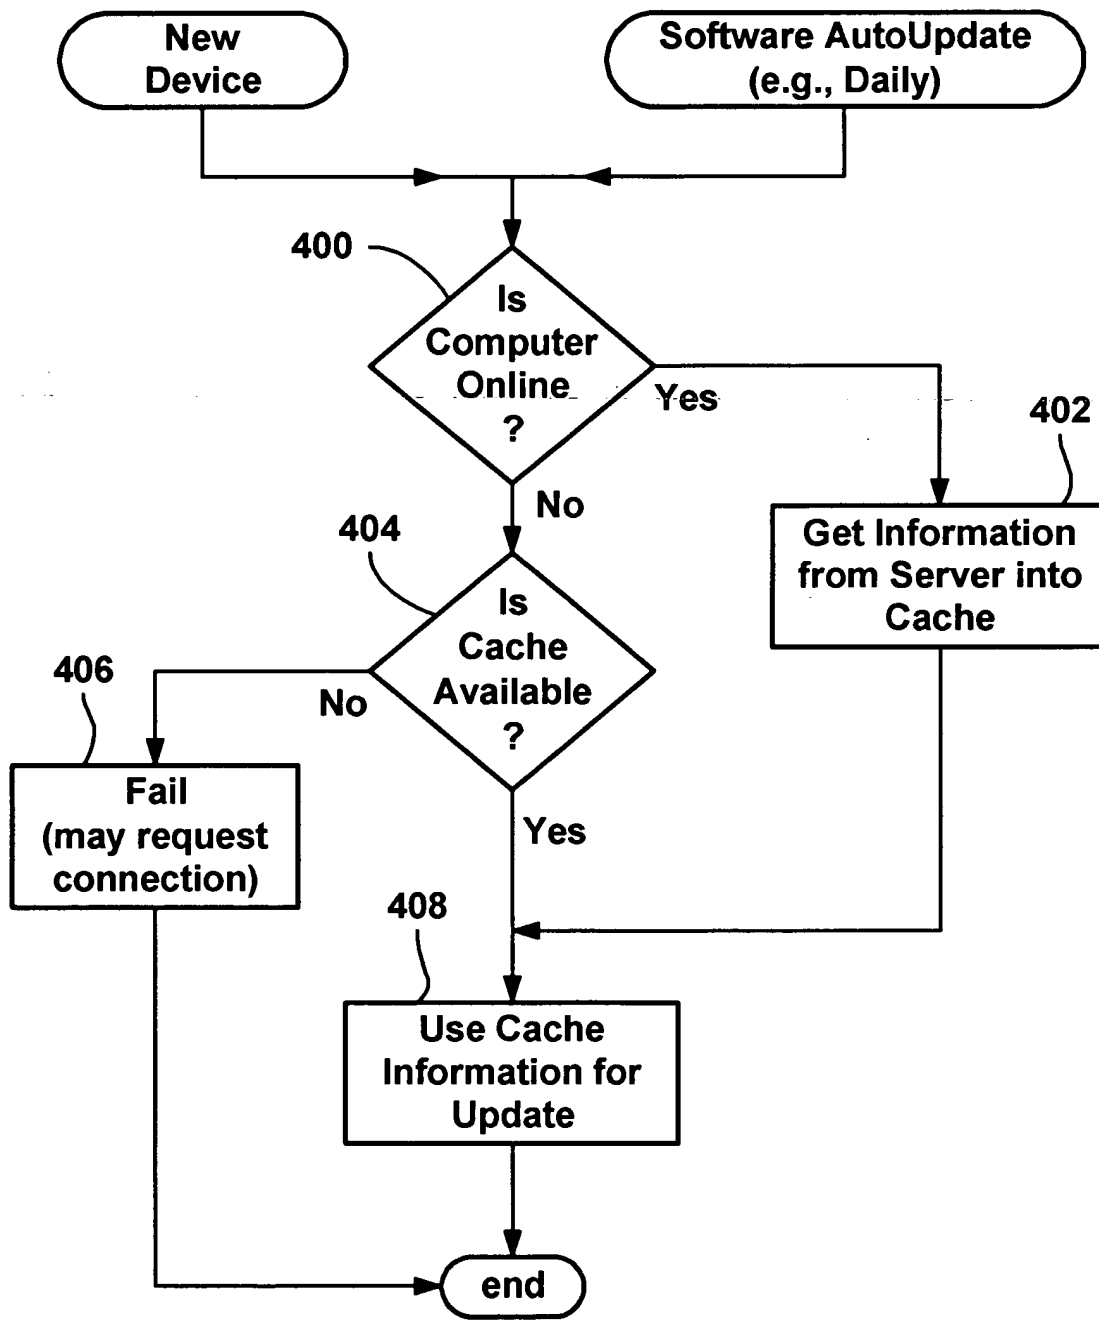 New
Device
Software AutoUpdate
(e.g., Daily)
400
Is
Computer
Online
?
Yes
No
402
Get Information
from Server into
Cache
404
Is
Cache
Available
?
No
Yes
406
Fail
(may request
connection)
408
Use Cache
Information for
Update
end